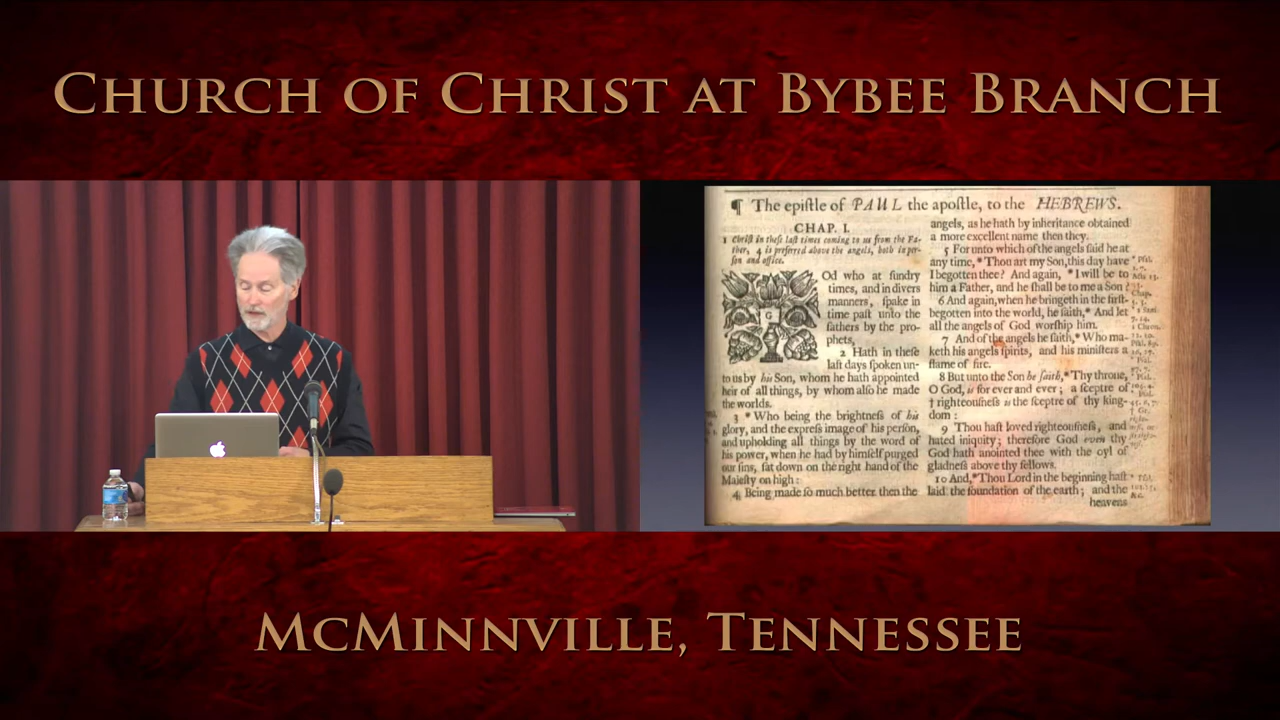 Church of Christ at Bybee Branch
¶ The epiſtle of PAUL the apoſtle, to the HEBREWS.
CHAP. I.
1 Chriſt in theſe laſt times coming to us from the Fa-
ther, 4 is preferred above the angels, both in per-
ſon and office.
G
Od who at ſundry
times, and in divers
manners, ſpake in
time paſt unto the
fathers by the pro-
phets,
2 Hath in theſe
laſt days ſpoken un-
to us by his Son, whom he hath appointed
heir of all things, by whom alſo he made
the worlds.
3 * Who being the brightneſs of his
glory, and the expreſs image of his perſon,
and upholding all things by the word of
his power, when he had by himſelf purged
our ſins, ſat down on the right hand of the
Majeſty on high:
4 Being made ſo much better then the
angels, as he hath by inheritance obtained
a more excellent name then they.
5 For unto which of the angels ſaid he at
any time,* Thou art my Son, this day have
I begotten thee? And again, * I will be to
him a Father, and he ſhall be to me a Son?
6 And again, when he bringeth in the firſt-
begotten into the world, he ſaith,* And let
all the angels of God worſhip him.
7 And of the angels he ſaith,* Who ma-
keth his angels ſpirits, and his miniſters a
flame of fire.
8 But unto the Son he ſaith,* Thy throne,
O God, is for ever and ever; a ſceptre of
† righteouſneſs is the ſceptre of thy king-
dom:
9 Thou haſt loved righteouſneſs, and
hated iniquity; therefore God even thy
God hath anointed thee with the oyl of
gladneſs above thy fellows.
10 And,* Thou Lord in the beginning haſt
laid the foundation of the earth; and the
heavens
McMinnville, Tennessee